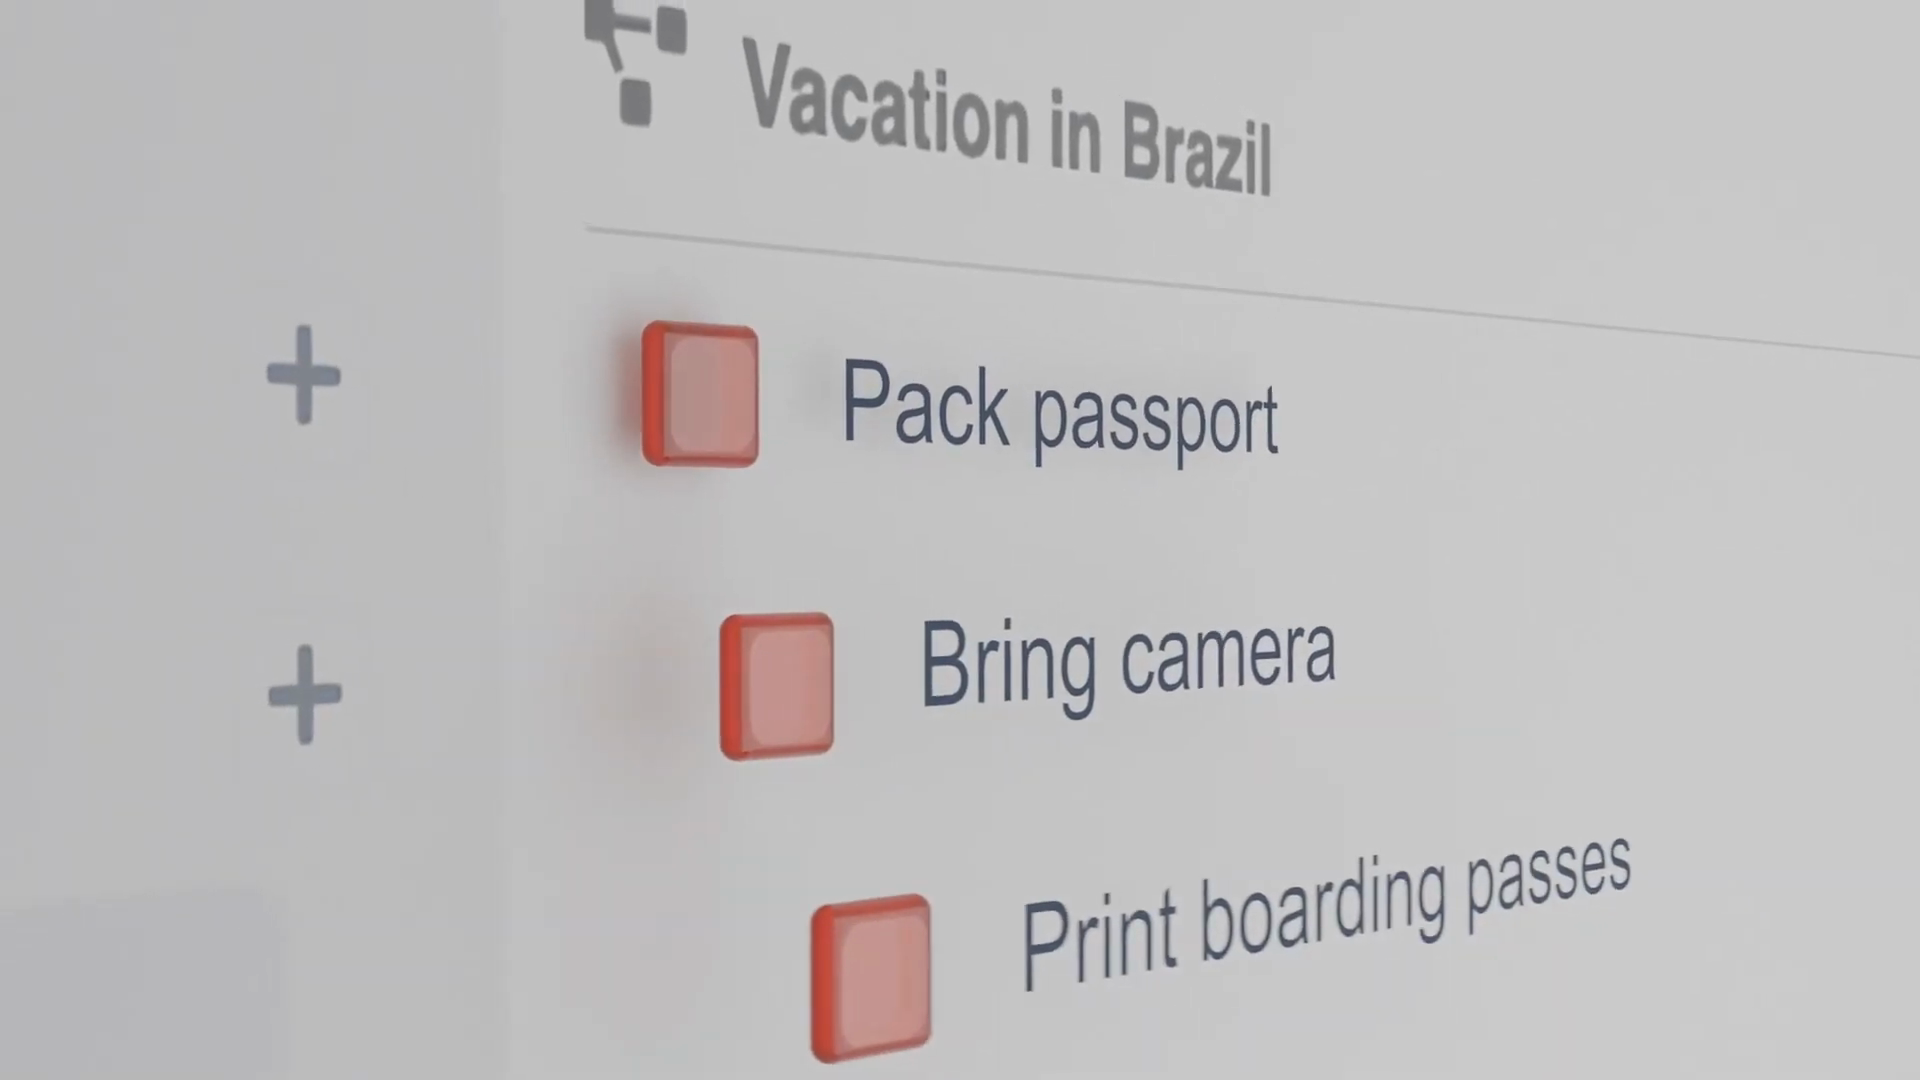 Vacation in Brazil
Pack passport
Bring camera
Print boarding passes